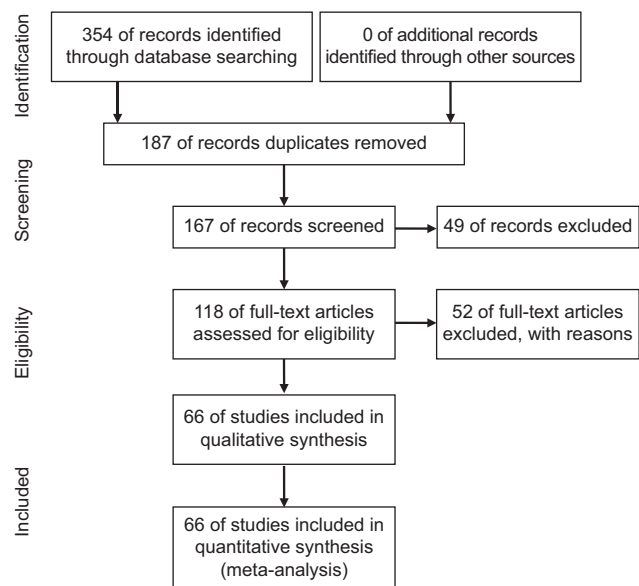 Identification
354 of records identified
through database searching
0 of additional records
identified through other sources
187 of records duplicates removed
Screening
167 of records screened
49 of records excluded
Eligibility
118 of full-text articles
assessed for eligibility
52 of full-text articles
excluded, with reasons
66 of studies included in
qualitative synthesis
Included
66 of studies included in
quantitative synthesis
(meta-analysis)